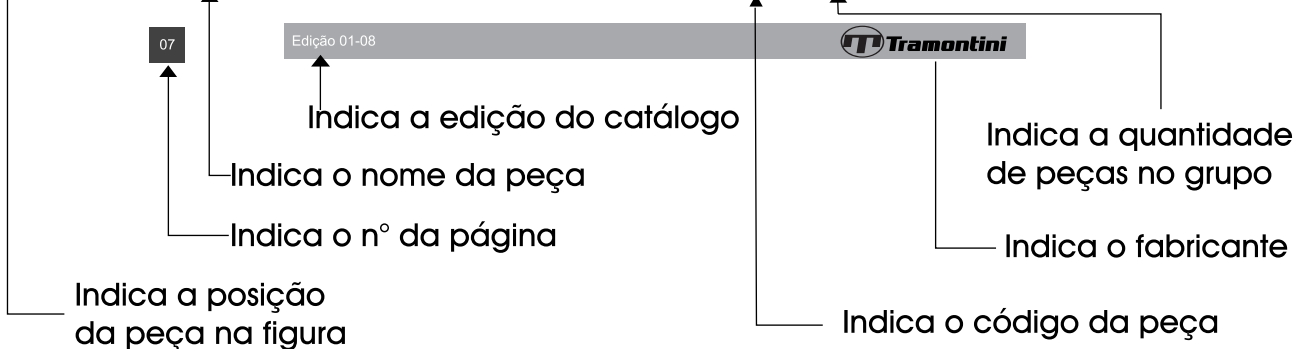 07
Edição 01-08
Tramontini
Indica a edição do catálogo
Indica a quantidade
de peças no grupo
Indica o nome da peça
Indica o n° da página
Indica o fabricante
Indica a posição
da peça na figura
Indica o código da peça